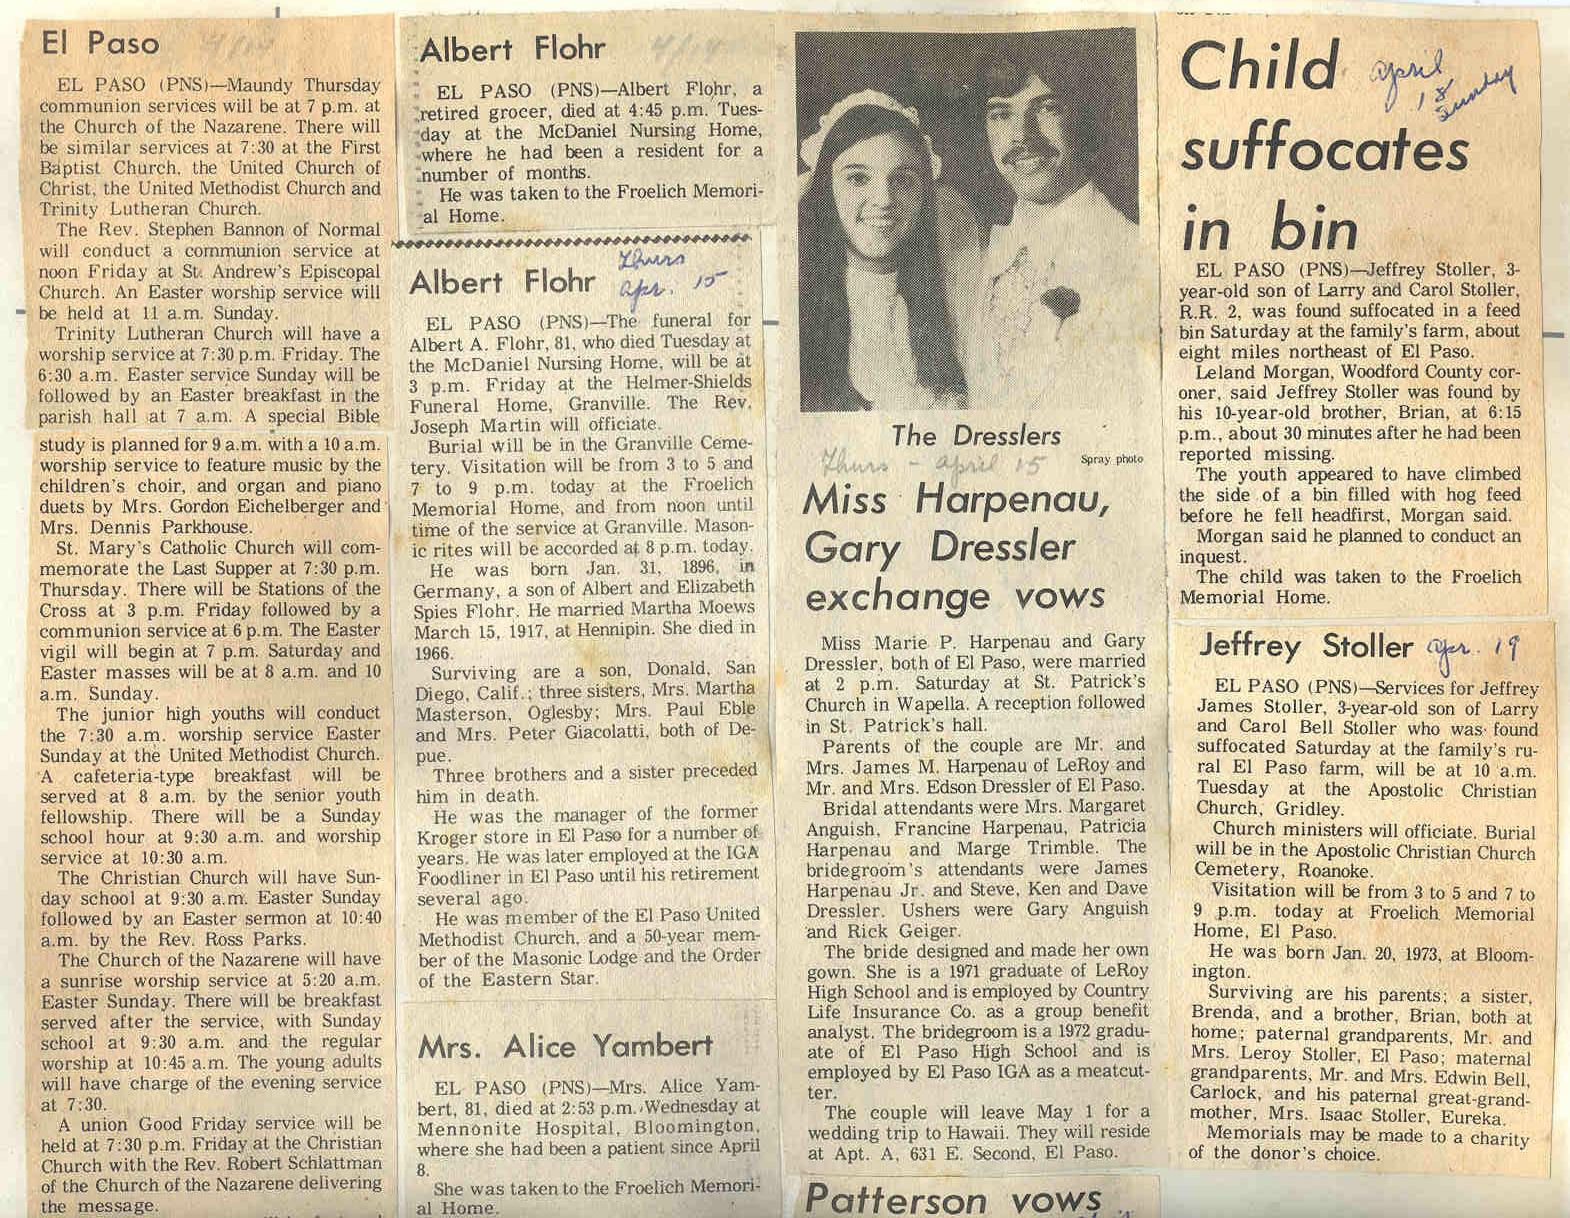 El Paso
4/14
EL PASO (PNS)—Maundy Thursday
communion services will be at 7 p.m. at
the Church of the Nazarene. There will
be similar services at 7:30 at the First
Baptist Church, the United Church of
Christ, the United Methodist Church and
Trinity Lutheran Church.
The Rev. Stephen Bannon of Normal
will conduct a communion service at
noon Friday at St. Andrew's Episcopal
Church. An Easter worship service will
be held at 11 a.m. Sunday.
Trinity Lutheran Church will have a
worship service at 7:30 p.m. Friday. The
6:30 a.m. Easter service Sunday will be
followed by an Easter breakfast in the
parish hall at 7 a.m. A special Bible
study is planned for 9 a.m. with a 10 a.m.
worship service to feature music by the
children's choir, and organ and piano
duets by Mrs. Gordon Eichelberger and
Mrs. Dennis Parkhouse.
St. Mary's Catholic Church will com-
memorate the Last Supper at 7:30 p.m.
Thursday. There will be Stations of the
Cross at 3 p.m. Friday followed by a
communion service at 6 p.m. The Easter
vigil will begin at 7 p.m. Saturday and
Easter masses will be at 8 a.m. and 10
a.m. Sunday.
The junior high youths will conduct
the 7:30 a.m. worship service Easter
Sunday at the United Methodist Church.
A cafeteria-type breakfast will be
served at 8 a.m. by the senior youth
fellowship. There will be a Sunday
school hour at 9:30 a.m. and worship
service at 10:30 a.m.
The Christian Church will have Sun-
day school at 9:30 a.m. Easter Sunday
followed by an Easter sermon at 10:40
a.m. by the Rev. Ross Parks.
The Church of the Nazarene will have
a sunrise worship service at 5:20 a.m.
Easter Sunday. There will be breakfast
served after the service, with Sunday
school at 9:30 a.m. and the regular
worship at 10:45 a.m. The young adults
will have charge of the evening service
at 7:30.
A union Good Friday service will be
held at 7:30 p.m. Friday at the Christian
Church with the Rev. Robert Schlattman
of the Church of the Nazarene delivering
the message.
Albert Flohr
4/14
EL PASO (PNS)—Albert Flohr, a
retired grocer, died at 4:45 p.m. Tues-
day at the McDaniel Nursing Home,
where he had been a resident for a
number of months.
He was taken to the Froelich Memori-
al Home.
Albert Flohr
Thurs
Apr. 15
EL PASO (PNS)—The funeral for
Albert A. Flohr, 81, who died Tuesday at
the McDaniel Nursing Home, will be at
3 p.m. Friday at the Helmer-Shields
Funeral Home, Granville. The Rev.
Joseph Martin will officiate.
Burial will be in the Granville Ceme-
tery. Visitation will be from 3 to 5 and
7 to 9 p.m. today at the Froelich
Memorial Home, and from noon until
time of the service at Granville. Mason-
ic rites will be accorded at 8 p.m. today.
He was born Jan. 31, 1896, in
Germany, a son of Albert and Elizabeth
Spies Flohr. He married Martha Moews
March 15, 1917, at Hennipin. She died in
1966.
Surviving are a son, Donald, San
Diego, Calif.; three sisters, Mrs. Martha
Masterson, Oglesby; Mrs. Paul Eble
and Mrs. Peter Giacolatti, both of De-
pue.
Three brothers and a sister preceded
him in death.
He was the manager of the former
Kroger store in El Paso for a number of
years. He was later employed at the IGA
Foodliner in El Paso until his retirement
several ago.
He was member of the El Paso United
Methodist Church, and a 50-year mem-
ber of the Masonic Lodge and the Order
of the Eastern Star.
Mrs. Alice Yambert
EL PASO (PNS)—Mrs. Alice Yam-
bert, 81, died at 2:53 p.m. Wednesday at
Mennonite Hospital, Bloomington,
where she had been a patient since April
8.
She was taken to the Froelich Memori-
al Home.
The Dresslers
Spray photo
Thurs - April 15
Miss Harpenau,
Gary Dressler
exchange vows
Miss Marie P. Harpenau and Gary
Dressler, both of El Paso, were married
at 2 p.m. Saturday at St. Patrick's
Church in Wapella. A reception followed
in St. Patrick's hall.
Parents of the couple are Mr. and
Mrs. James M. Harpenau of LeRoy and
Mr. and Mrs. Edson Dressler of El Paso.
Bridal attendants were Mrs. Margaret
Anguish, Francine Harpenau, Patricia
Harpenau and Marge Trimble. The
bridegroom's attendants were James
Harpenau Jr. and Steve, Ken and Dave
Dressler. Ushers were Gary Anguish
and Rick Geiger.
The bride designed and made her own
gown. She is a 1971 graduate of LeRoy
High School and is employed by Country
Life Insurance Co. as a group benefit
analyst. The bridegroom is a 1972 gradu-
ate of El Paso High School and is
employed by El Paso IGA as a meatcut-
ter.
The couple will leave May 1 for a
wedding trip to Hawaii. They will reside
at Apt. A, 631 E. Second, El Paso.
Patterson vows
Child
suffocates
in bin
April
18
Sunday
EL PASO (PNS)—Jeffrey Stoller, 3-
year-old son of Larry and Carol Stoller,
R.R. 2, was found suffocated in a feed
bin Saturday at the family's farm, about
eight miles northeast of El Paso.
Leland Morgan, Woodford County cor-
oner, said Jeffrey Stoller was found by
his 10-year-old brother, Brian, at 6:15
p.m., about 30 minutes after he had been
reported missing.
The youth appeared to have climbed
the side of a bin filled with hog feed
before he fell headfirst, Morgan said.
Morgan said he planned to conduct an
inquest.
The child was taken to the Froelich
Memorial Home.
Jeffrey Stoller
Apr. 19
EL PASO (PNS)—Services for Jeffrey
James Stoller, 3-year-old son of Larry
and Carol Bell Stoller who was found
suffocated Saturday at the family's ru-
ral El Paso farm, will be at 10 a.m.
Tuesday at the Apostolic Christian
Church, Gridley.
Church ministers will officiate. Burial
will be in the Apostolic Christian Church
Cemetery, Roanoke.
Visitation will be from 3 to 5 and 7 to
9 p.m. today at Froelich Memorial
Home, El Paso.
He was born Jan. 20, 1973, at Bloom-
ington.
Surviving are his parents; a sister,
Brenda, and a brother, Brian, both at
home; paternal grandparents, Mr. and
Mrs. Leroy Stoller, El Paso; maternal
grandparents, Mr. and Mrs. Edwin Bell,
Carlock, and his paternal great-grand-
mother, Mrs. Isaac Stoller, Eureka.
Memorials may be made to a charity
of the donor's choice.